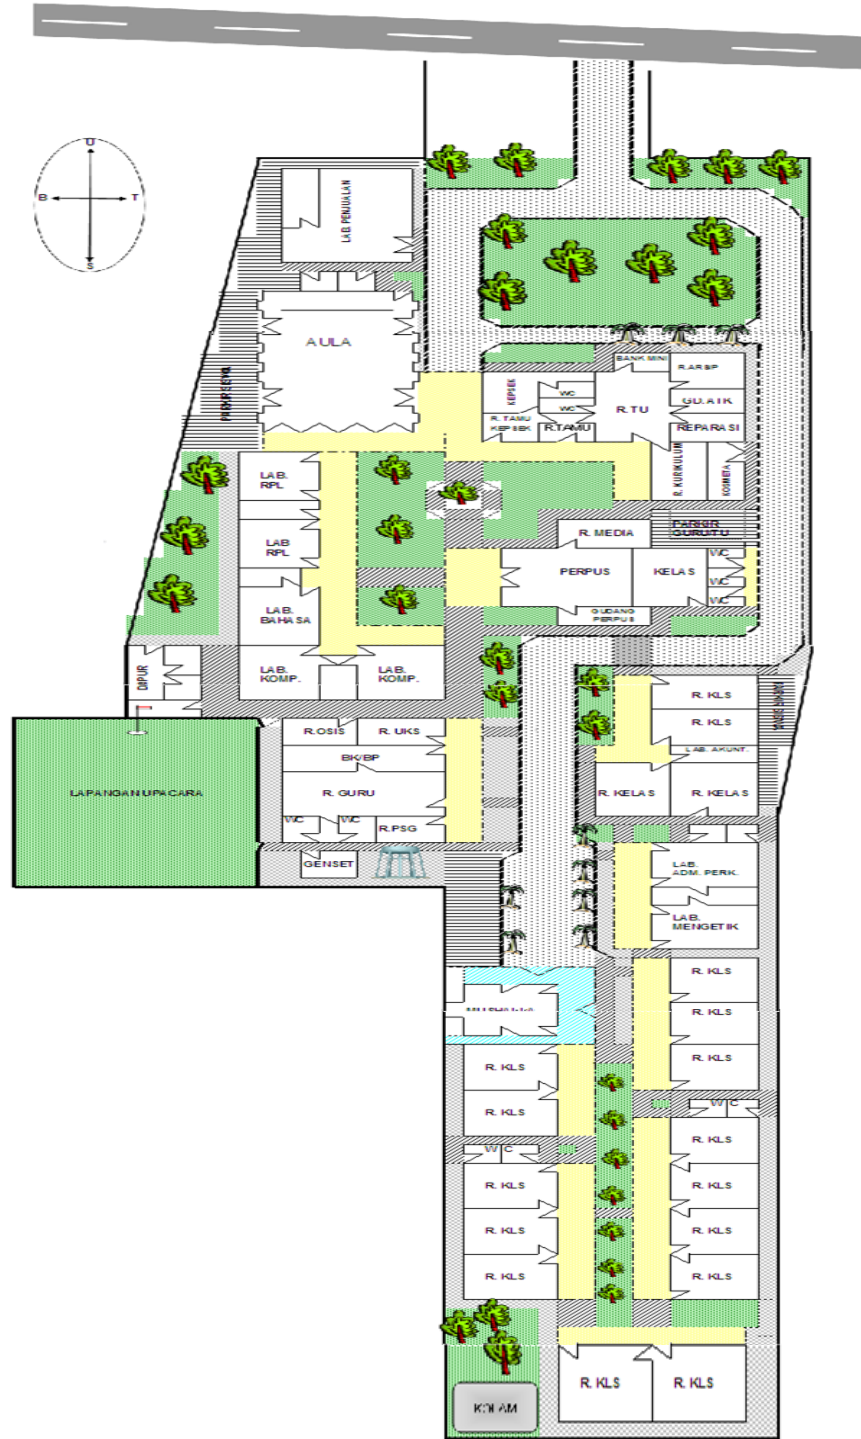 U
B
T
S
LAB. PENJUALAN
AULA
BANK MINI
R.ARSIP
KEPSEK
WC
GD. ATK
WC
R. TU
R. TAMU
KEPSEK
R.TAMU
REPARASI
R. KURIKULUM
KOSMETA
LAB.
RPL
R. MEDIA
PARKIR
GURU/TU
LAB
RPL
PERPUS
KELAS
WC
WC
WC
LAB.
BAHASA
GUDANG
PERPUS
DAPUR
LAB.
KOMP.
LAB.
KOMP.
R. KLS
R. KLS
R.OSIS
R. UKS
LAB. AKUNT.
BK/BP
LAPANGAN UPACARA
R. GURU
R. KELAS
R. KELAS
WC
WC
R.PSG
GENSET
LAB.
ADM. PERK.
LAB.
MENGETIK
R. KLS
R. KLS
R. KLS
R. KLS
R. KLS
WC
R. KLS
WC
R. KLS
R. KLS
R. KLS
R. KLS
R. KLS
R. KLS
R. KLS
R. KLS
KOLAM